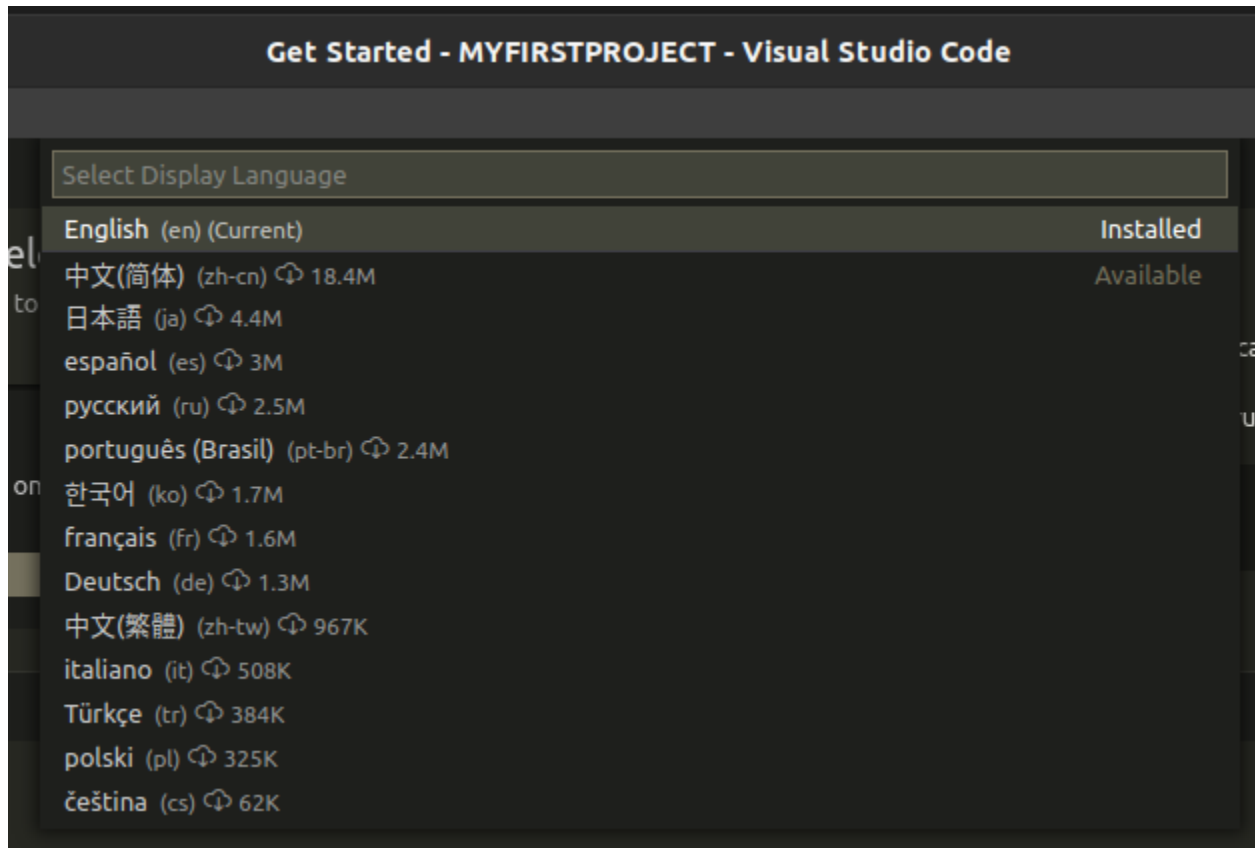 Get Started - MYFIRSTPROJECT - Visual Studio Code
Select Display Language
English (en) (Current) Installed
中文(简体) (zh-cn) 18.4M Available
日本語 (ja) 4.4M
español (es) 3M
русский (ru) 2.5M
português (Brasil) (pt-br) 2.4M
한국어 (ko) 1.7M
français (fr) 1.6M
Deutsch (de) 1.3M
中文(繁體) (zh-tw) 967K
italiano (it) 508K
Türkçe (tr) 384K
polski (pl) 325K
čeština (cs) 62K
el
to
on